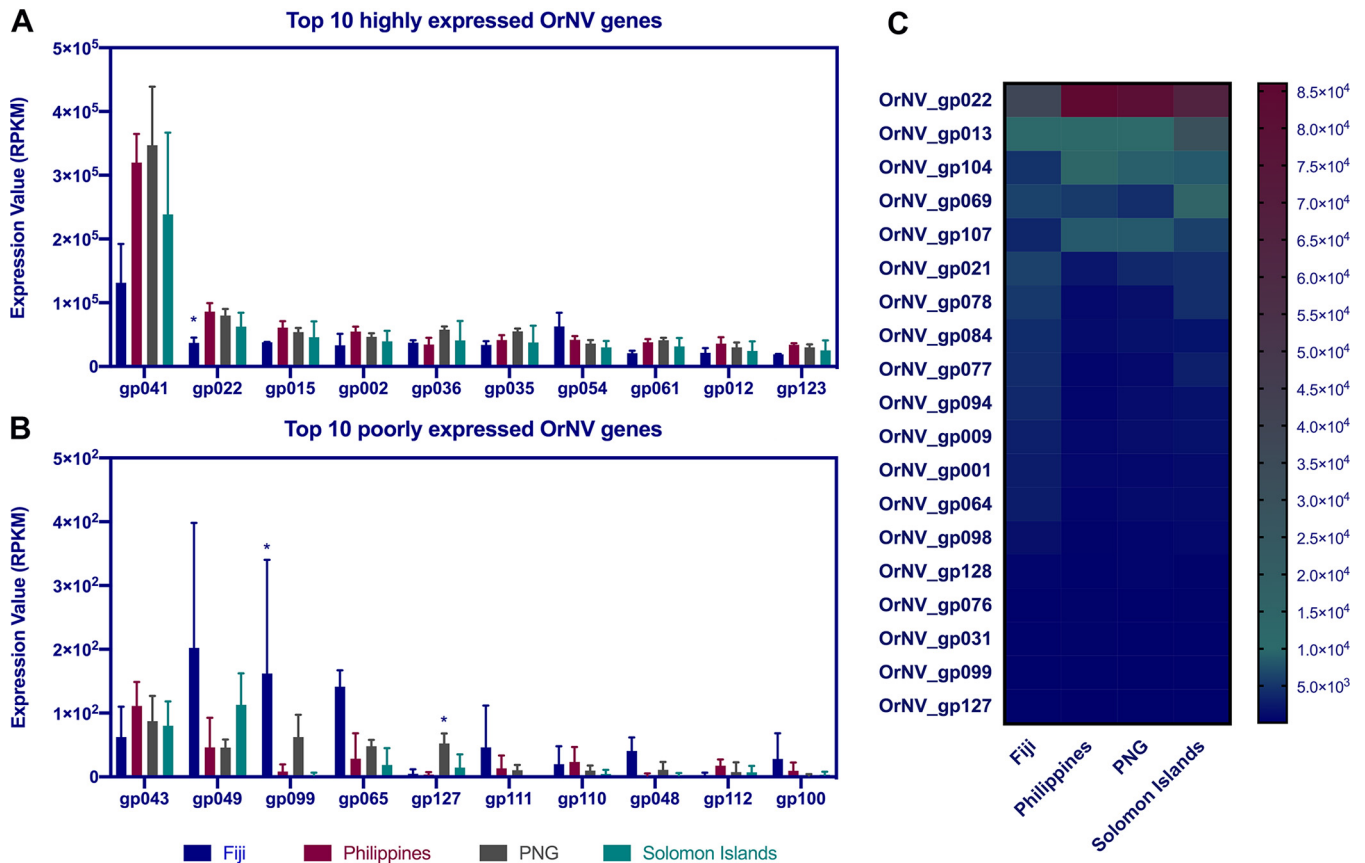 A
Top 10 highly expressed OrNV genes
Expression Value (RPKM)
5×10⁵
4×10⁵
3×10⁵
2×10⁵
1×10⁵
0
*
gp041 gp022 gp015 gp002 gp036 gp035 gp054 gp061 gp012 gp123
B
Top 10 poorly expressed OrNV genes
Expression Value (RPKM)
5×10²
4×10²
3×10²
2×10²
1×10²
0
*
*
gp043 gp049 gp099 gp065 gp127 gp111 gp110 gp048 gp112 gp100
Fiji Philippines PNG Solomon Islands
C
OrNV_gp022
OrNV_gp013
OrNV_gp104
OrNV_gp069
OrNV_gp107
OrNV_gp021
OrNV_gp078
OrNV_gp084
OrNV_gp077
OrNV_gp094
OrNV_gp009
OrNV_gp001
OrNV_gp064
OrNV_gp098
OrNV_gp128
OrNV_gp076
OrNV_gp031
OrNV_gp099
OrNV_gp127
Fiji
Philippines
PNG
Solomon Islands
8.5×10⁴
8.0×10⁴
7.5×10⁴
7.0×10⁴
6.5×10⁴
6.0×10⁴
5.5×10⁴
5.0×10⁴
4.5×10⁴
4.0×10⁴
3.5×10⁴
3.0×10⁴
2.5×10⁴
2.0×10⁴
1.5×10⁴
1.0×10⁴
5.0×10³